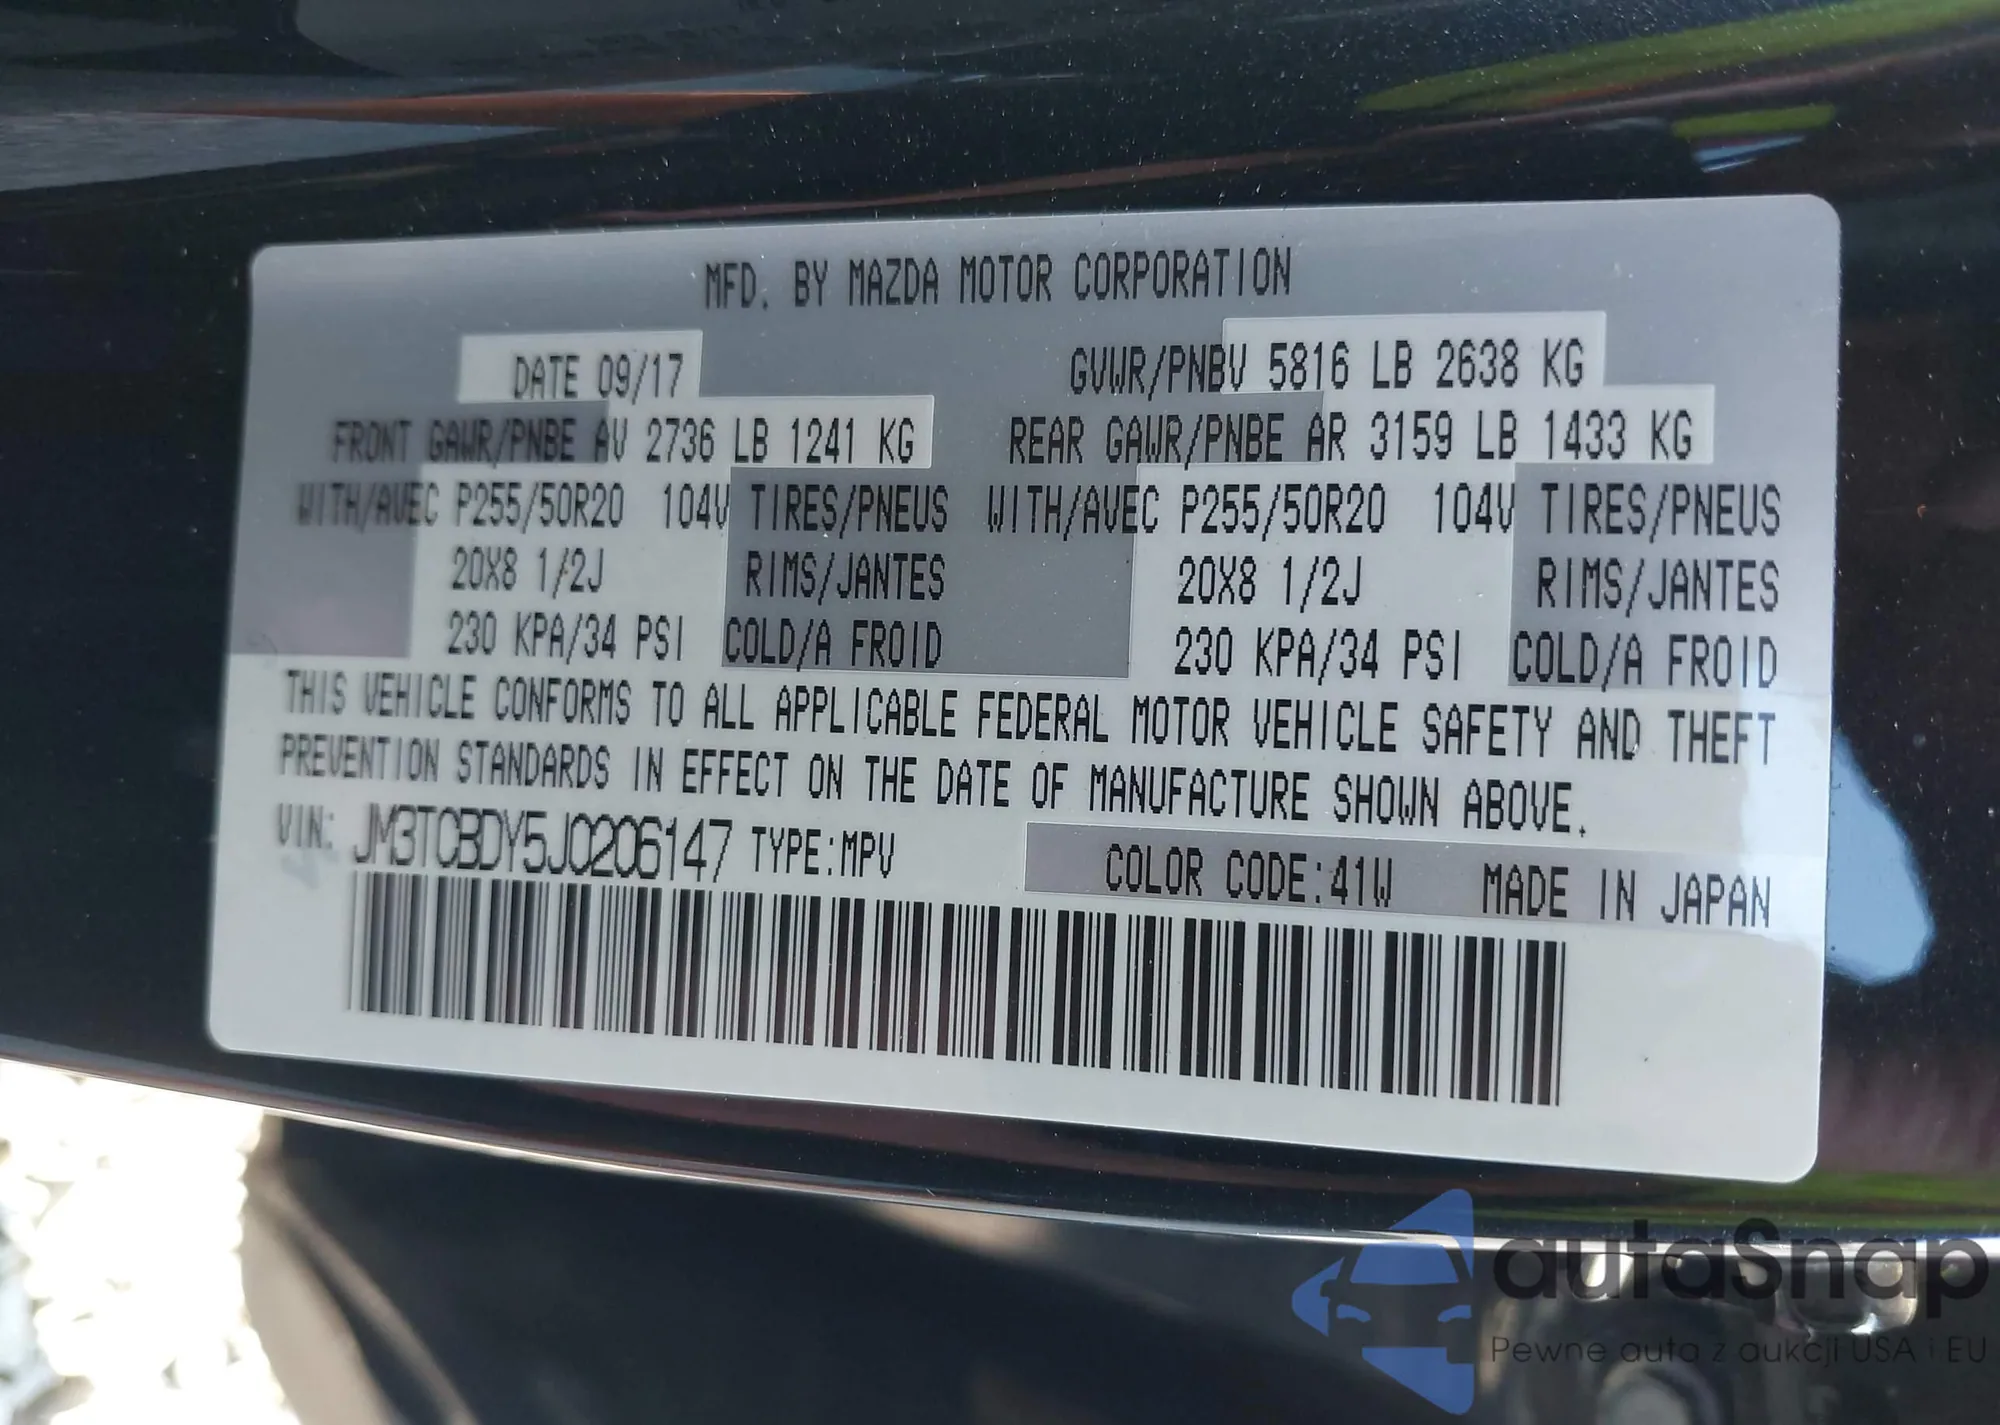 MFD. BY MAZDA MOTOR CORPORATION
DATE 09/17 GVWR/PNBV 5816 LB 2638 KG
FRONT GAWR/PNBE AV 2736 LB 1241 KG REAR GAWR/PNBE AR 3159 LB 1433 KG
WITH/AVEC P255/50R20 104V TIRES/PNEUS WITH/AVEC P255/50R20 104V TIRES/PNEUS
20X8 1/2J RIMS/JANTES 20X8 1/2J RIMS/JANTES
230 KPA/34 PSI COLD/A FROID 230 KPA/34 PSI COLD/A FROID
THIS VEHICLE CONFORMS TO ALL APPLICABLE FEDERAL MOTOR VEHICLE SAFETY AND THEFT
PREVENTION STANDARDS IN EFFECT ON THE DATE OF MANUFACTURE SHOWN ABOVE.
VIN: JM3TCBDY5J0206147 TYPE:MPV COLOR CODE:41W MADE IN JAPAN
autaSnap
Pewne auta z aukcji USA i EU